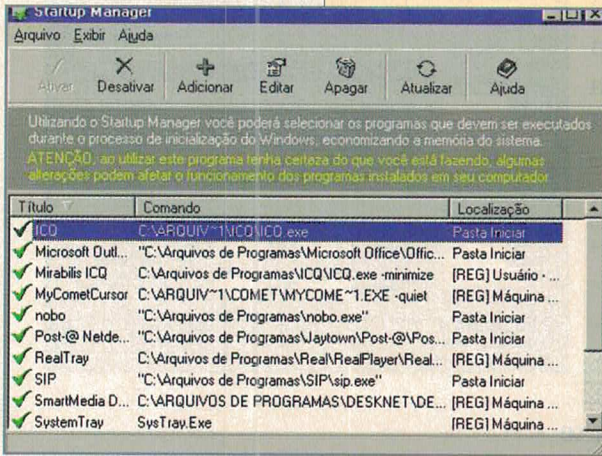 Startup Manager
Arquivo Exibir Ajuda
Ativar Desativar Adicionar Editar Apagar Atualizar Ajuda
Utilizando o Startup Manager você poderá selecionar os programas que devem ser executados
durante o processo de inicialização do Windows, economizando a memória do sistema.
ATENÇÃO, ao utilizar este programa tenha certeza do que você está fazendo, algumas
alterações podem afetar o funcionamento dos programas instalados em seu computador
Título Comando Localização
ICQ C:\ARQUIV~1\ICQ\ICQ.exe Pasta Iniciar
Microsoft Outl... "C:\Arquivos de Programas\Microsoft Office\Offic... Pasta Iniciar
Mirabilis ICQ C:\Arquivos de Programas\ICQ\ICQ.exe -minimize [REG] Usuário - ...
MyCometCursor C:\ARQUIV~1\COMET\MYCOME~1.EXE -quiet [REG] Máquina ...
nobo "C:\Arquivos de Programas\nobo.exe" Pasta Iniciar
Post-@ Netde... "C:\Arquivos de Programas\Jaytown\Post-@\Pos... Pasta Iniciar
RealTray C:\Arquivos de Programas\Real\RealPlayer\Real... [REG] Máquina ...
SIP "C:\Arquivos de Programas\SIP\sip.exe" Pasta Iniciar
SmartMedia D... C:\ARQUIVOS DE PROGRAMAS\DESKNET\DE... [REG] Máquina ...
SystemTray SysTray.Exe [REG] Máquina ...